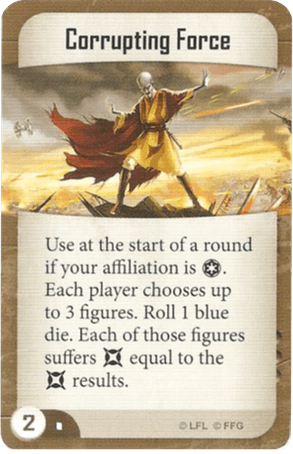 Corrupting Force
Use at the start of a round
if your affiliation is .
Each player chooses up
to 3 figures. Roll 1 blue
die. Each of those figures
suffers equal to the
results.
2
© LFL © FFG